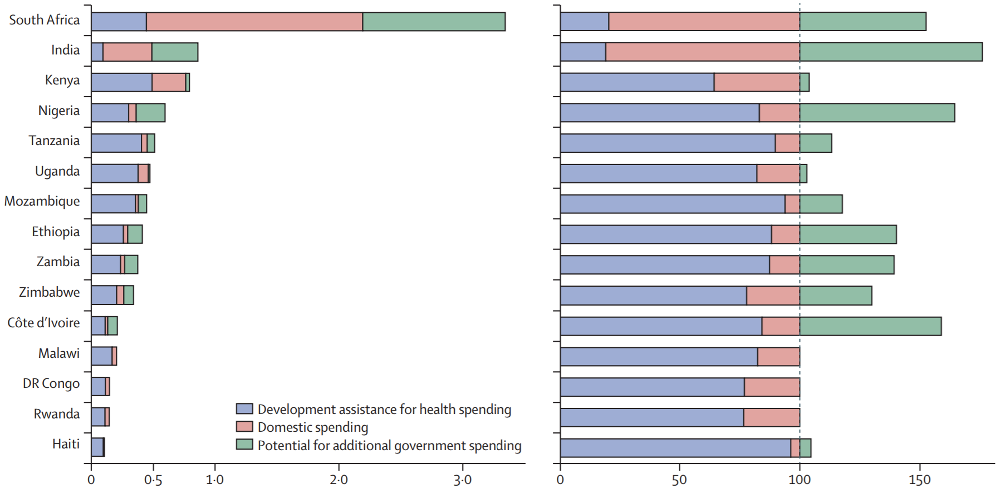 South Africa
India
Kenya
Nigeria
Tanzania
Uganda
Mozambique
Ethiopia
Zambia
Zimbabwe
Côte d’Ivoire
Malawi
DR Congo
Rwanda
Haiti
Development assistance for health spending
Domestic spending
Potential for additional government spending
0 0·5 1·0 2·0 3·0
0 50 100 150